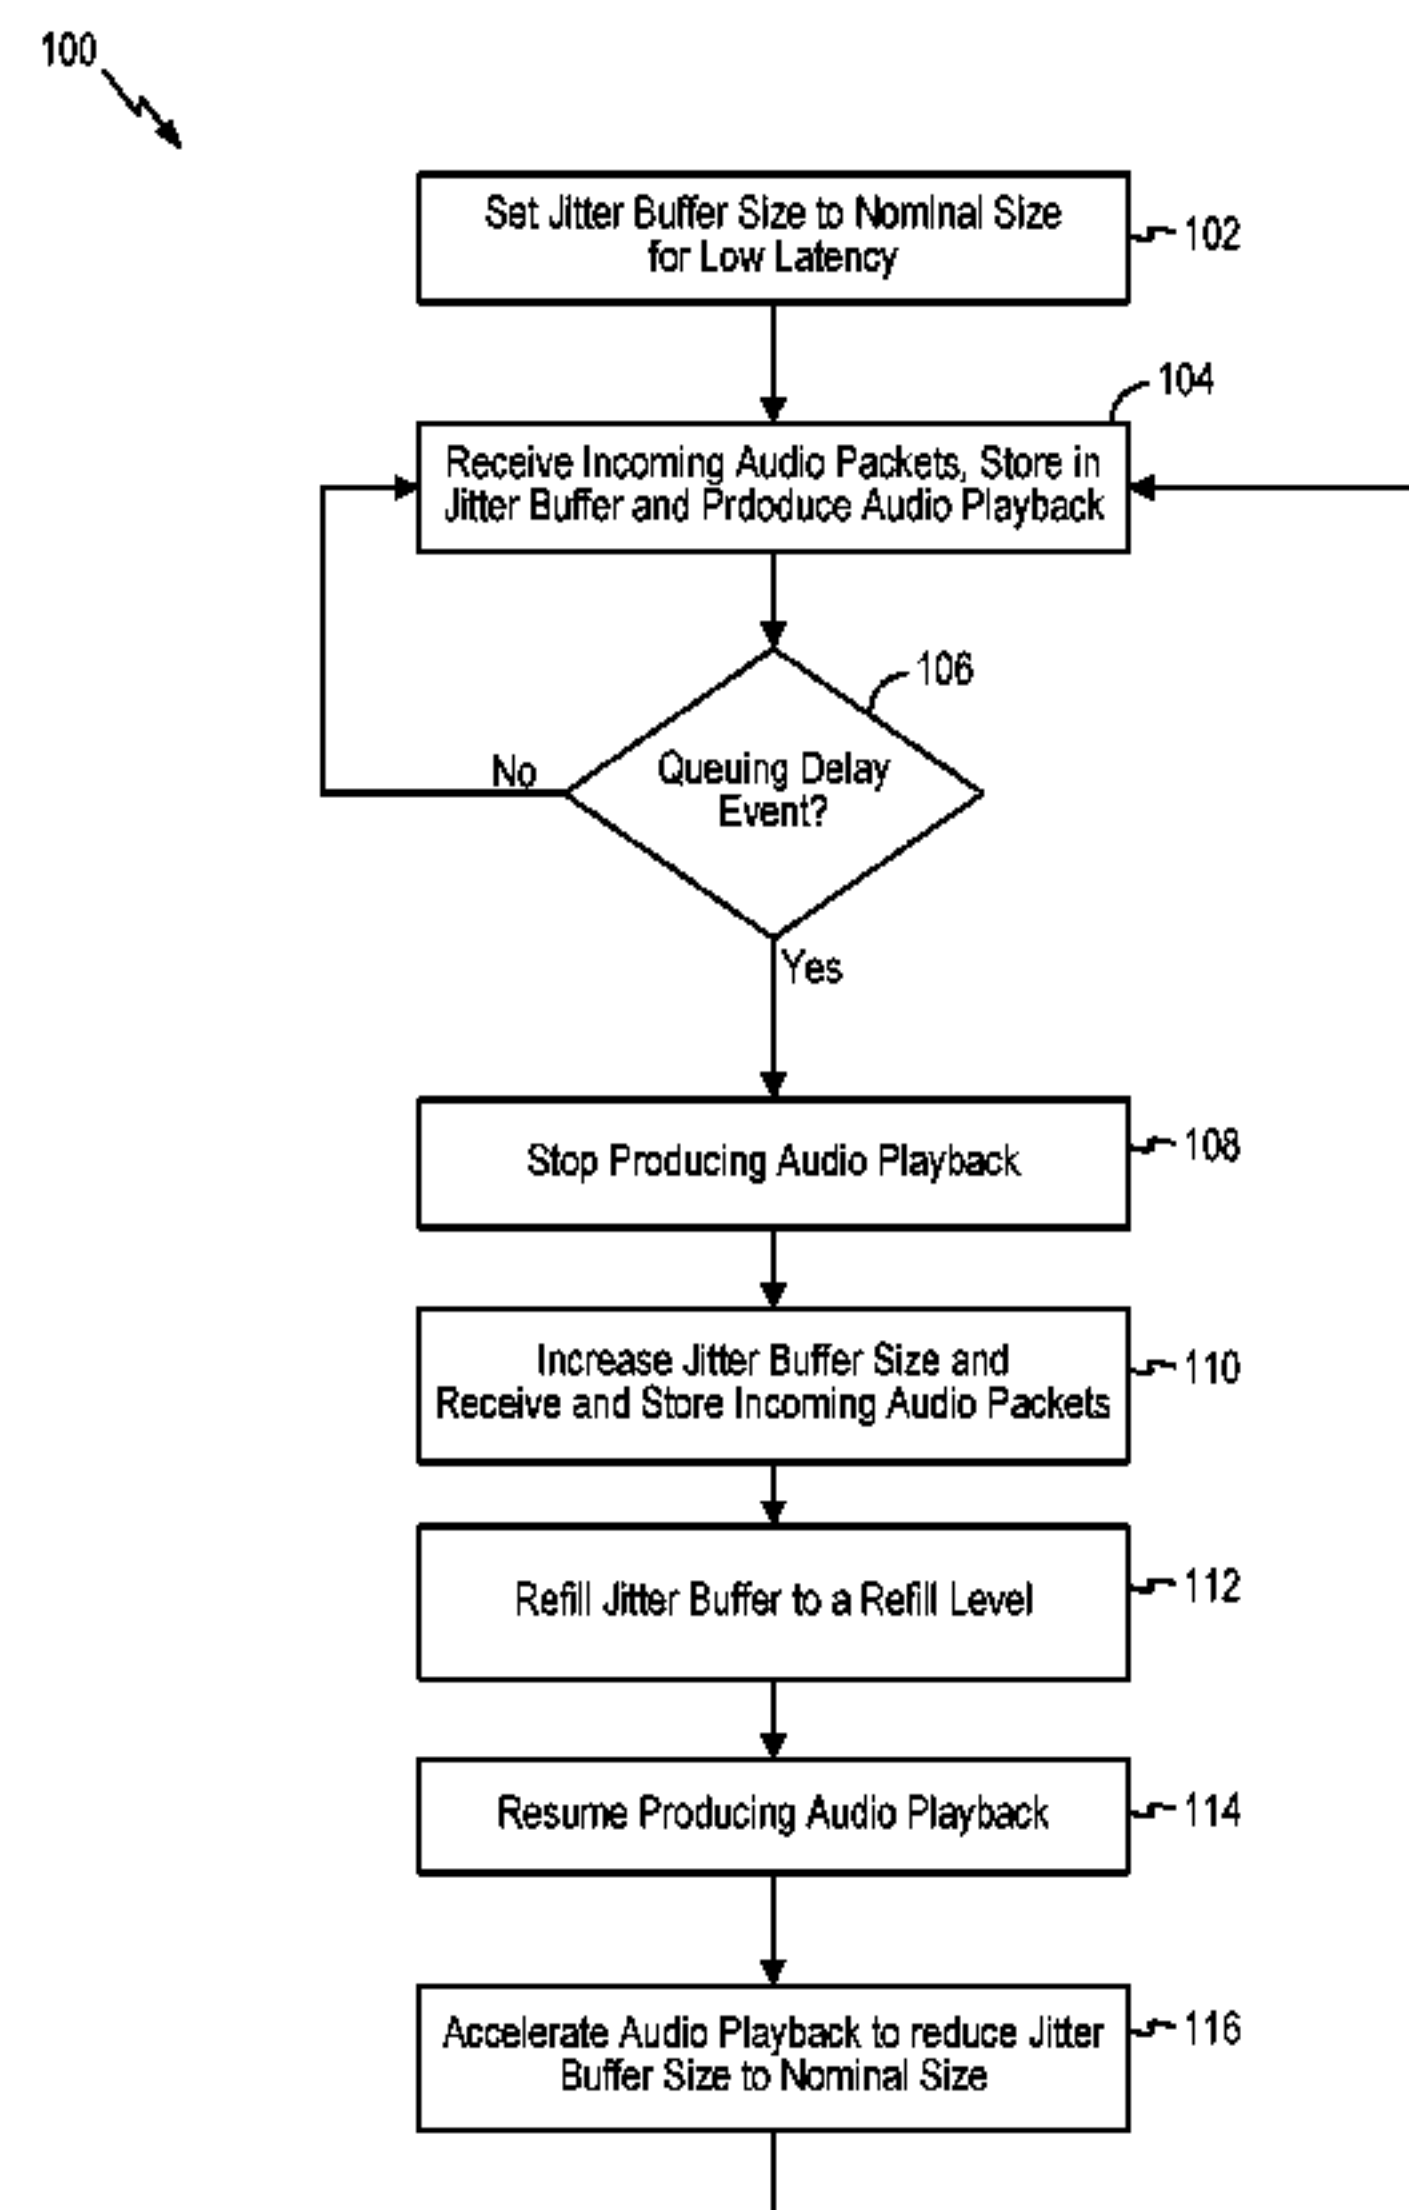 100
Set Jitter Buffer Size to Nominal Size
for Low Latency
102
104
Receive Incoming Audio Packets, Store in
Jitter Buffer and Prdoduce Audio Playback
106
Queuing Delay
Event?
No
Yes
Stop Producing Audio Playback
108
Increase Jitter Buffer Size and
Receive and Store Incoming Audio Packets
110
Refill Jitter Buffer to a Refill Level
112
Resume Producing Audio Playback
114
Accelerate Audio Playback to reduce Jitter
Buffer Size to Nominal Size
116